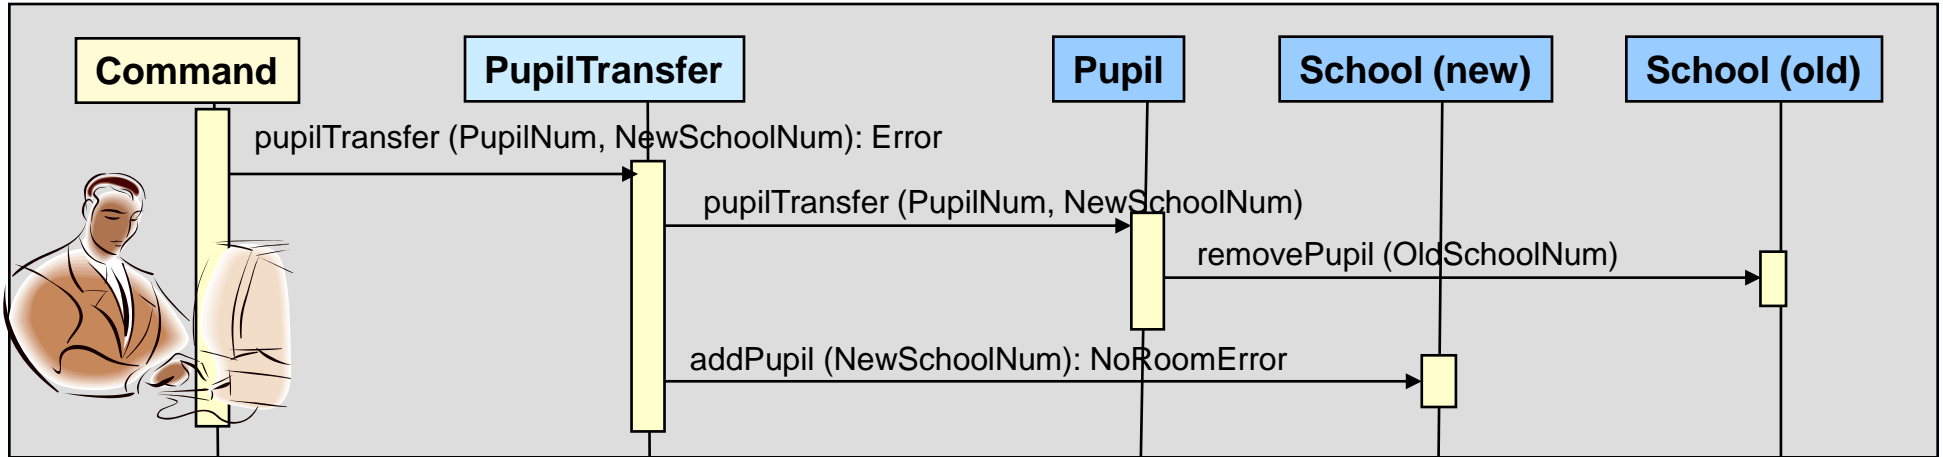 Command
PupilTransfer
Pupil
School (new)
School (old)
pupilTransfer (PupilNum, NewSchoolNum): Error
pupilTransfer (PupilNum, NewSchoolNum)
removePupil (OldSchoolNum)
addPupil (NewSchoolNum): NoRoomError